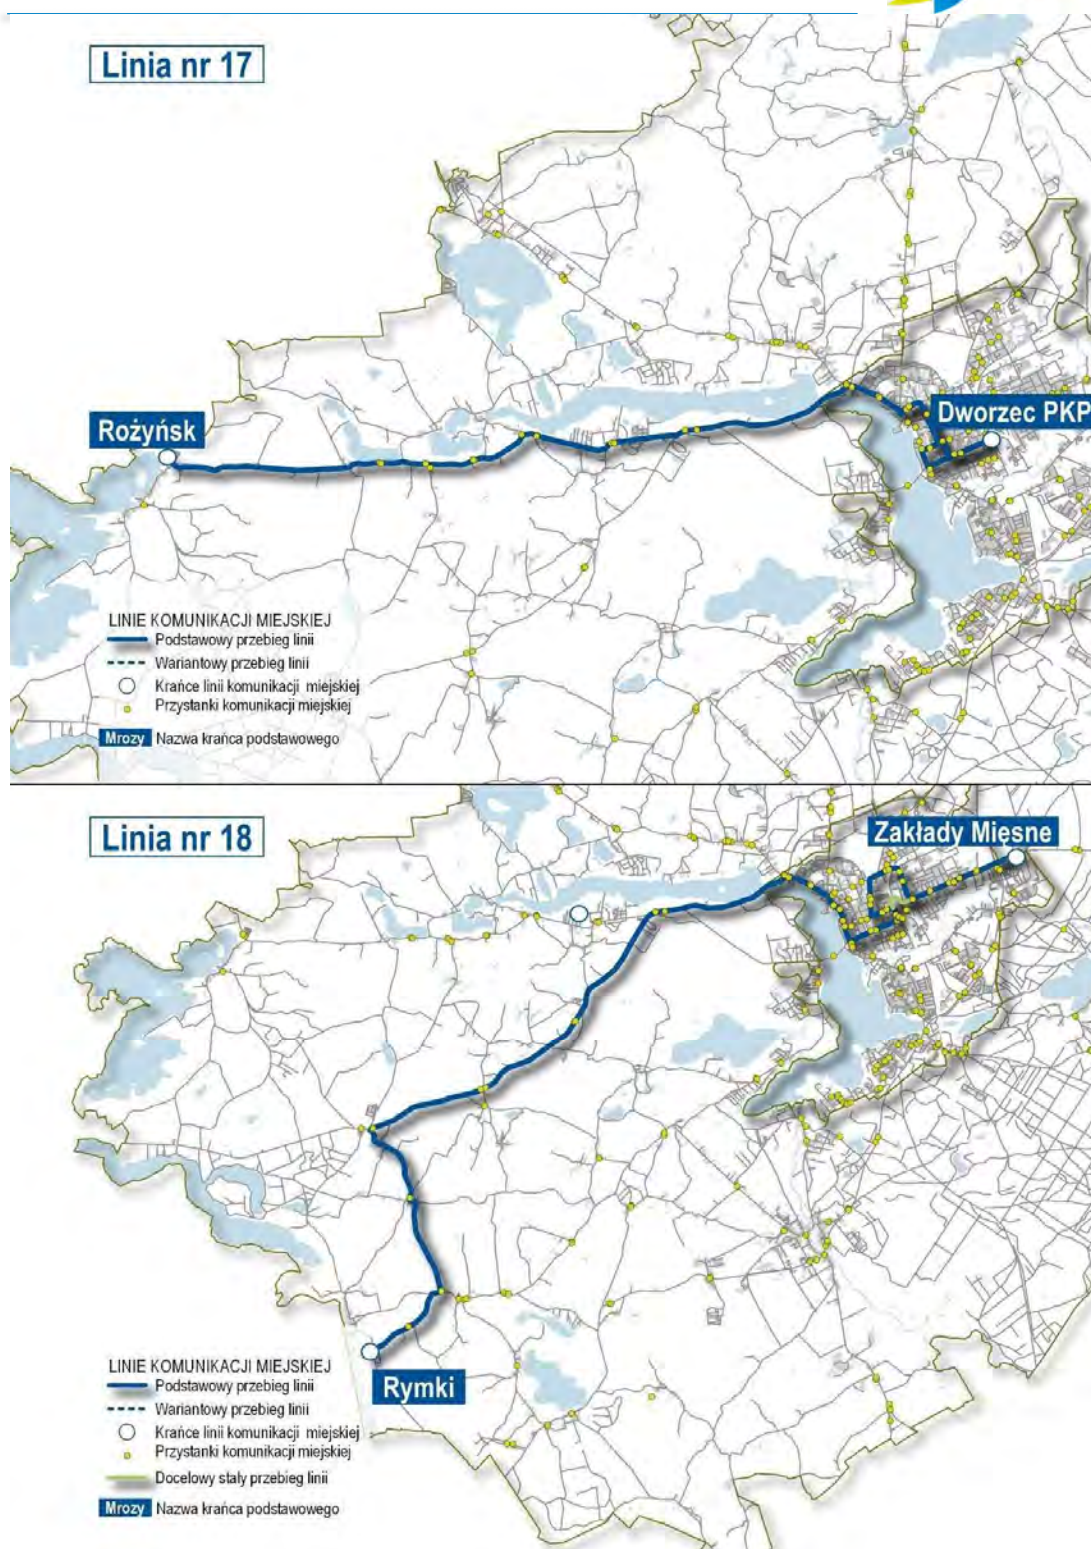 Linia nr 17
Rożyńsk
Dworzec PKP
LINIE KOMUNIKACJI MIEJSKIEJ
Podstawowy przebieg linii
Wariantowy przebieg linii
Krańce linii komunikacji miejskiej
Przystanki komunikacji miejskiej
Mrozy Nazwa krańca podstawowego
Linia nr 18
Zakłady Mięsne
Rymki
LINIE KOMUNIKACJI MIEJSKIEJ
Podstawowy przebieg linii
Wariantowy przebieg linii
Krańce linii komunikacji miejskiej
Przystanki komunikacji miejskiej
Docelowy stały przebieg linii
Mrozy Nazwa krańca podstawowego